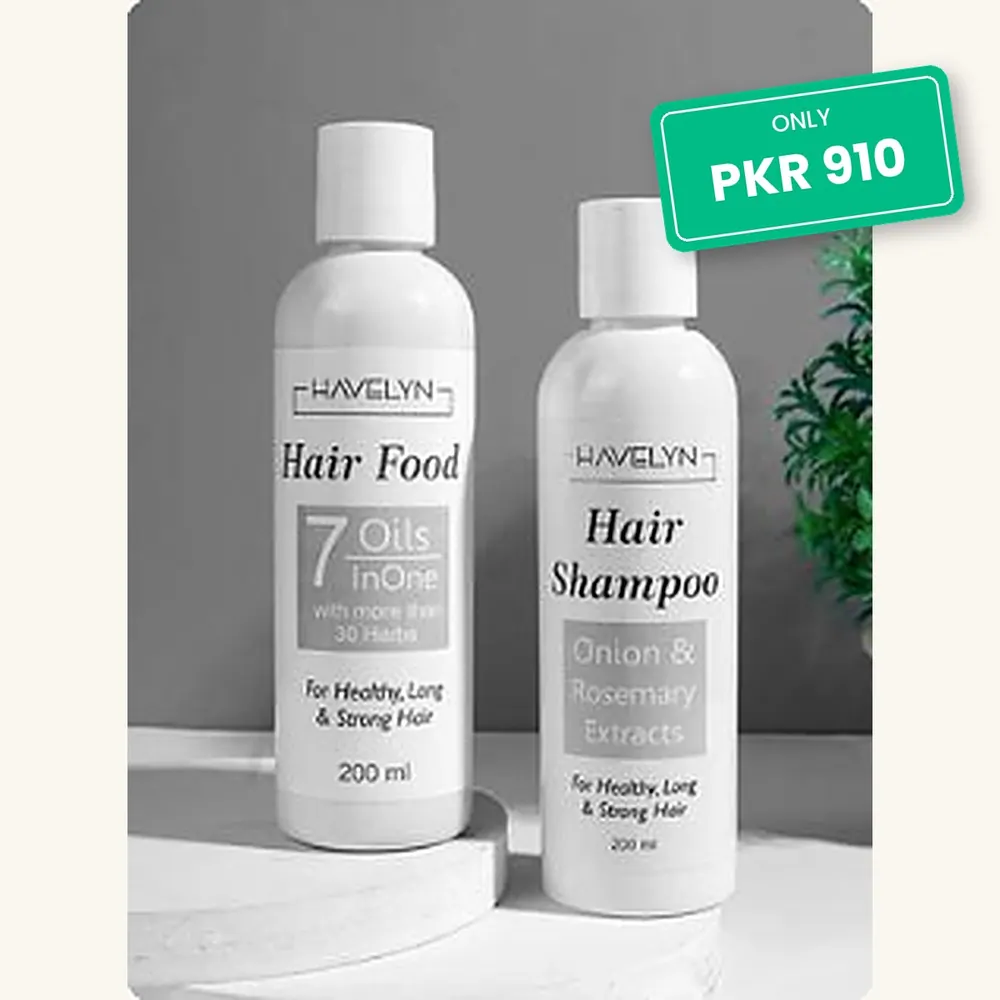 ONLY
PKR 910
HAVELYN
Hair Food
7 Oils
InOne
with more than
30 Herbs
For Healthy, Long
& Strong Hair
200 ml
HAVELYN
Hair
Shampoo
Onion &
Rosemary
Extracts
For Healthy, Long
& Strong Hair
200 ml